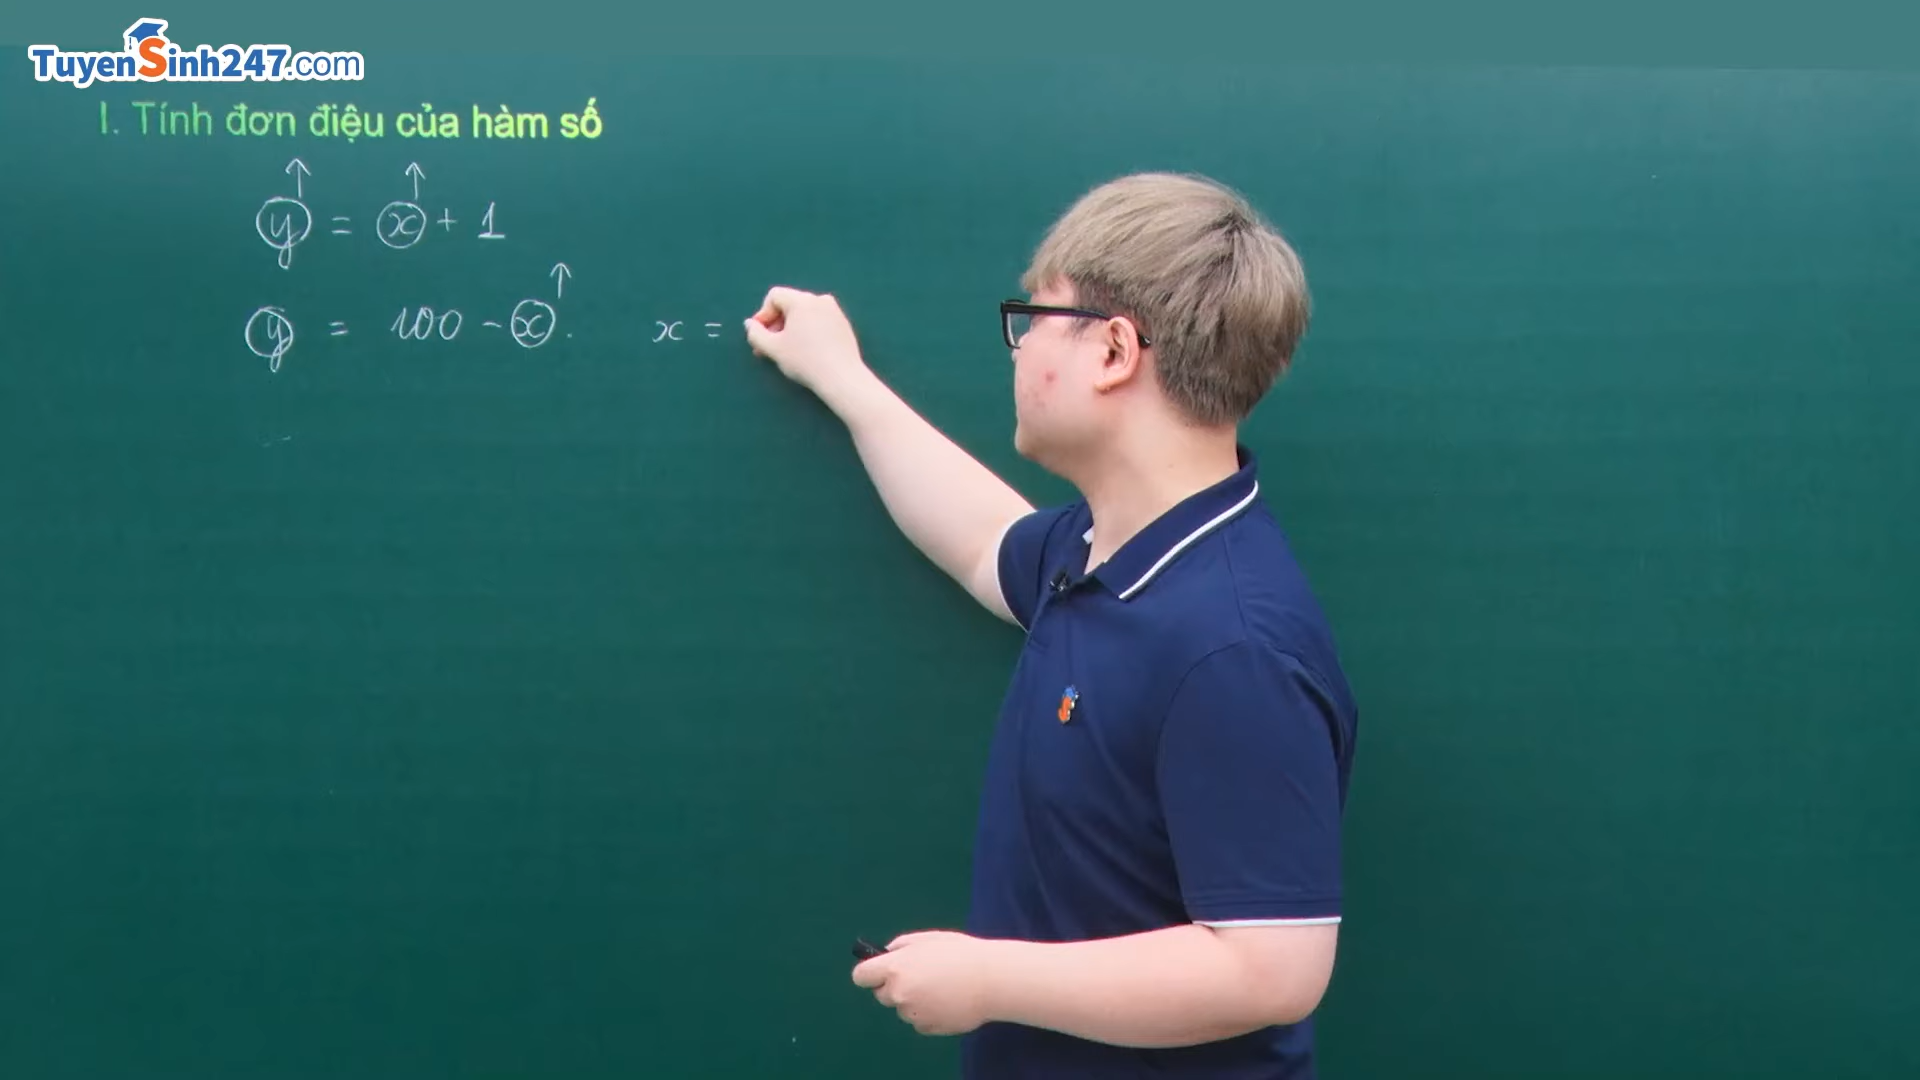 TuyenSinh247.com
I. Tính đơn điệu của hàm số
↑ ↑
y = x + 1
↑
y = 100 - x. x =